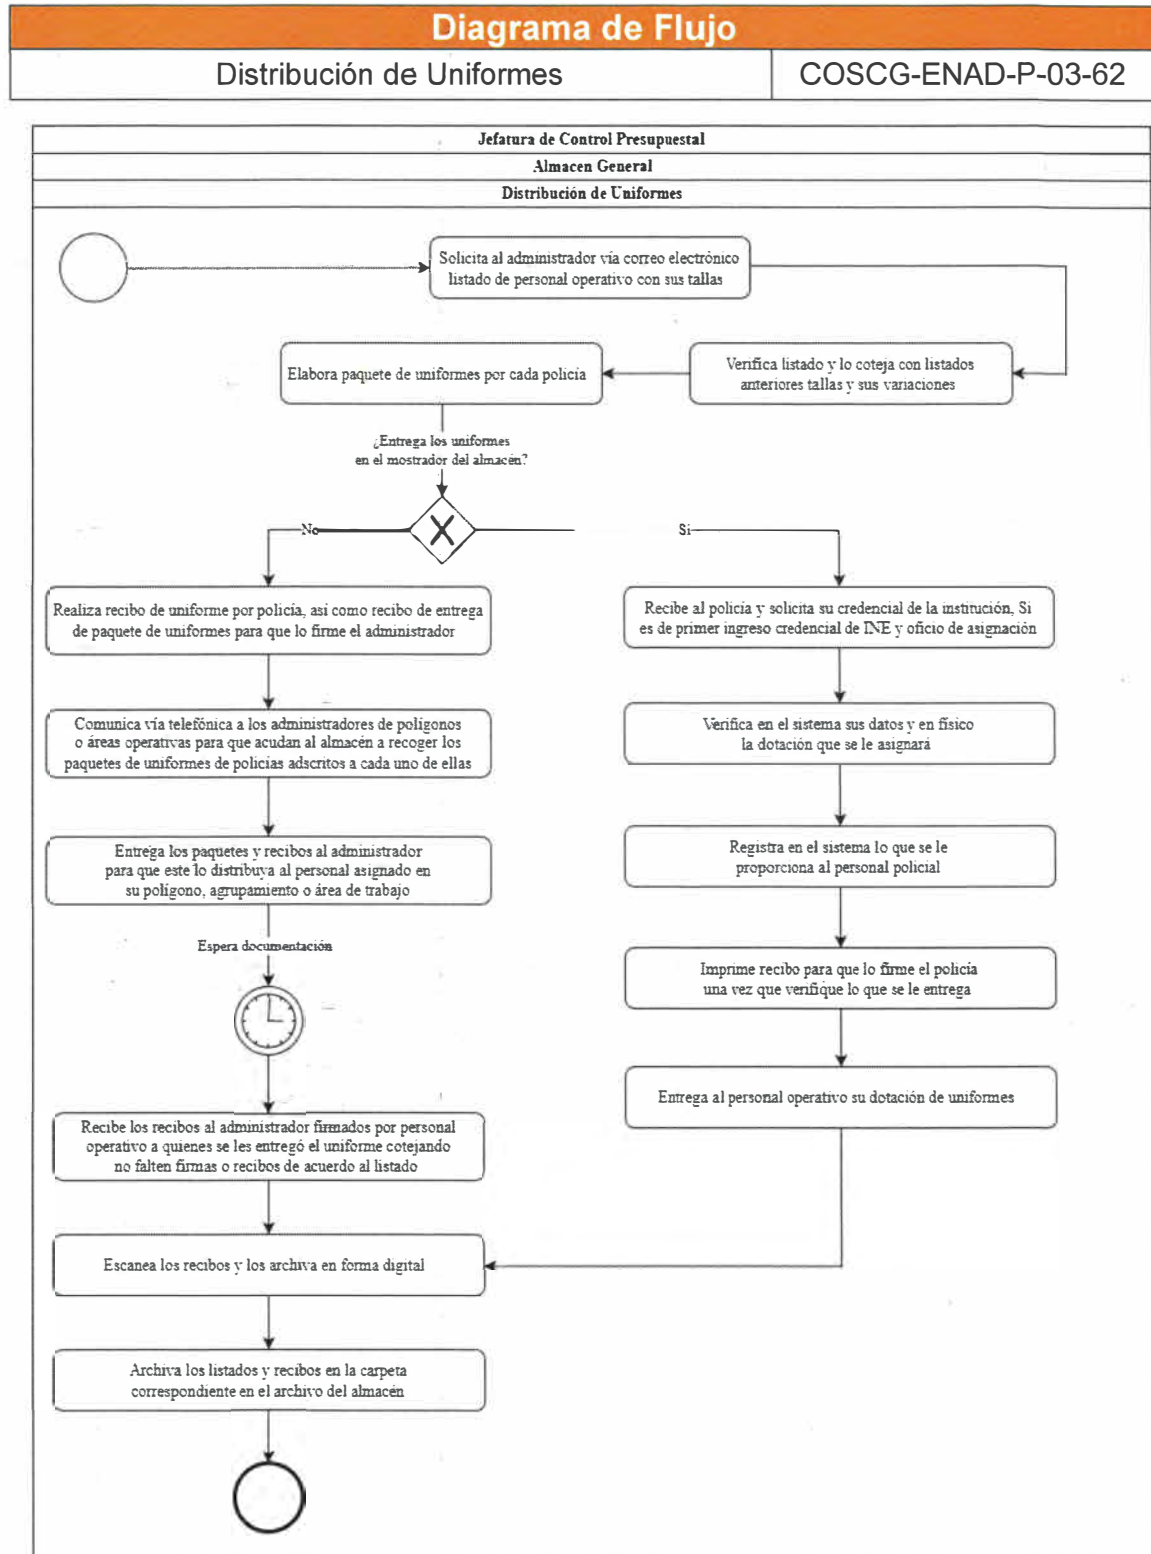 Diagrama de Flujo
Distribución de Uniformes
COSCG-ENAD-P-03-62
Jefatura de Control Presupuestal
Almacen General
Distribución de Uniformes
Solicita al administrador vía correo electrónico
listado de personal operativo con sus tallas
Verifica listado y lo coteja con listados
anteriores tallas y sus variaciones
Elabora paquete de uniformes por cada policía
¿Entrega los uniformes
en el mostrador del almacén?
No
Si
Realiza recibo de uniforme por policía, así como recibo de entrega
de paquete de uniformes para que lo firme el administrador
Comunica vía telefónica a los administradores de polígonos
o áreas operativas para que acudan al almacén a recoger los
paquetes de uniformes de policías adscritos a cada uno de ellas
Entrega los paquetes y recibos al administrador
para que este lo distribuya al personal asignado en
su polígono, agrupamiento o área de trabajo
Espera documentación
Recibe los recibos al administrador firmados por personal
operativo a quienes se les entregó el uniforme cotejando
no falten firmas o recibos de acuerdo al listado
Escanea los recibos y los archiva en forma digital
Archiva los listados y recibos en la carpeta
correspondiente en el archivo del almacén
Recibe al policía y solicita su credencial de la institución, Si
es de primer ingreso credencial de INE y oficio de asignación
Verifica en el sistema sus datos y en físico
la dotación que se le asignará
Registra en el sistema lo que se le
proporciona al personal policial
Imprime recibo para que lo firme el policía
una vez que verifique lo que se le entrega
Entrega al personal operativo su dotación de uniformes